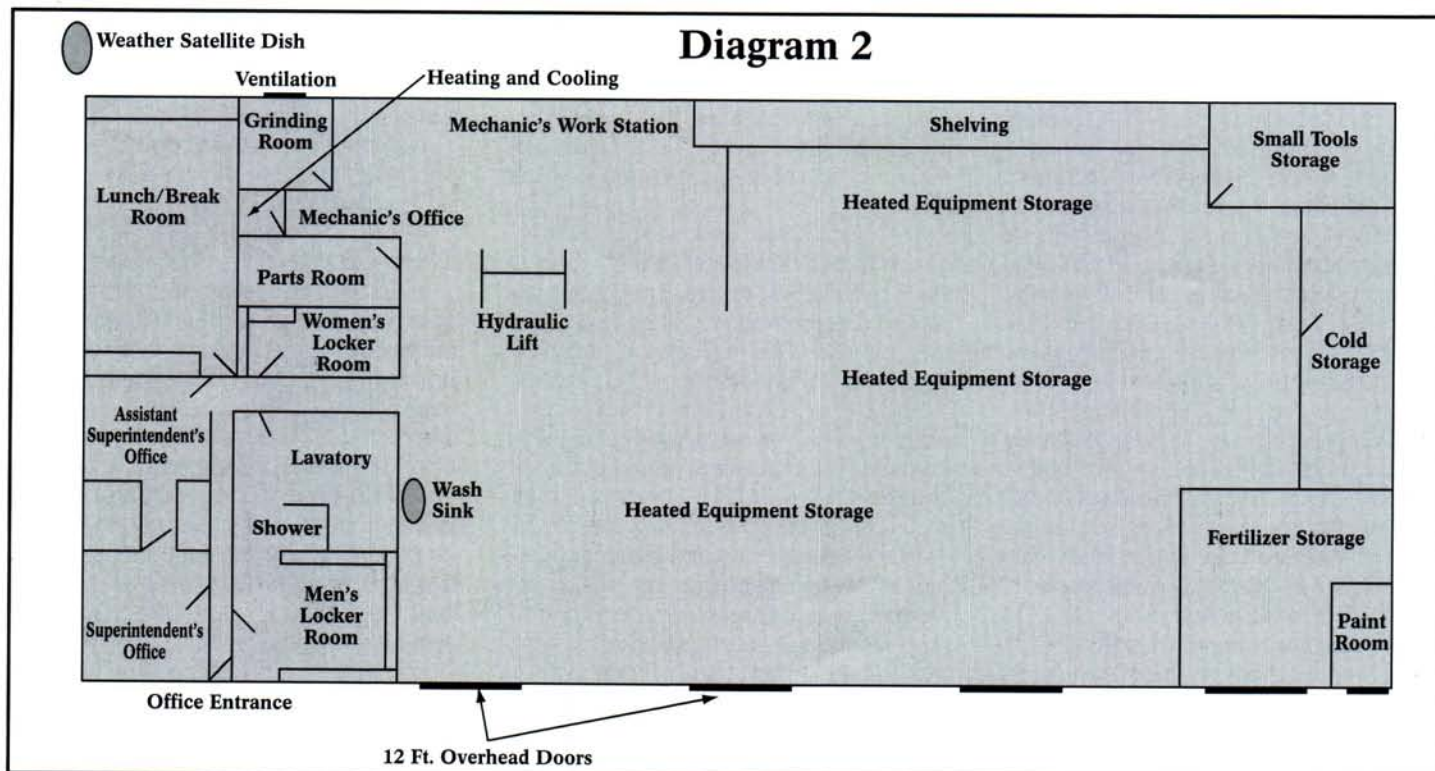 Diagram 2
Weather Satellite Dish
Ventilation
Heating and Cooling
Grinding
Room
Mechanic's Work Station
Shelving
Small Tools
Storage
Lunch/Break
Room
Mechanic's Office
Heated Equipment Storage
Parts Room
Women's
Locker
Room
Hydraulic
Lift
Cold
Storage
Heated Equipment Storage
Assistant
Superintendent's
Office
Lavatory
Wash
Sink
Heated Equipment Storage
Shower
Fertilizer Storage
Men's
Locker
Room
Superintendent's
Office
Paint
Room
Office Entrance
12 Ft. Overhead Doors